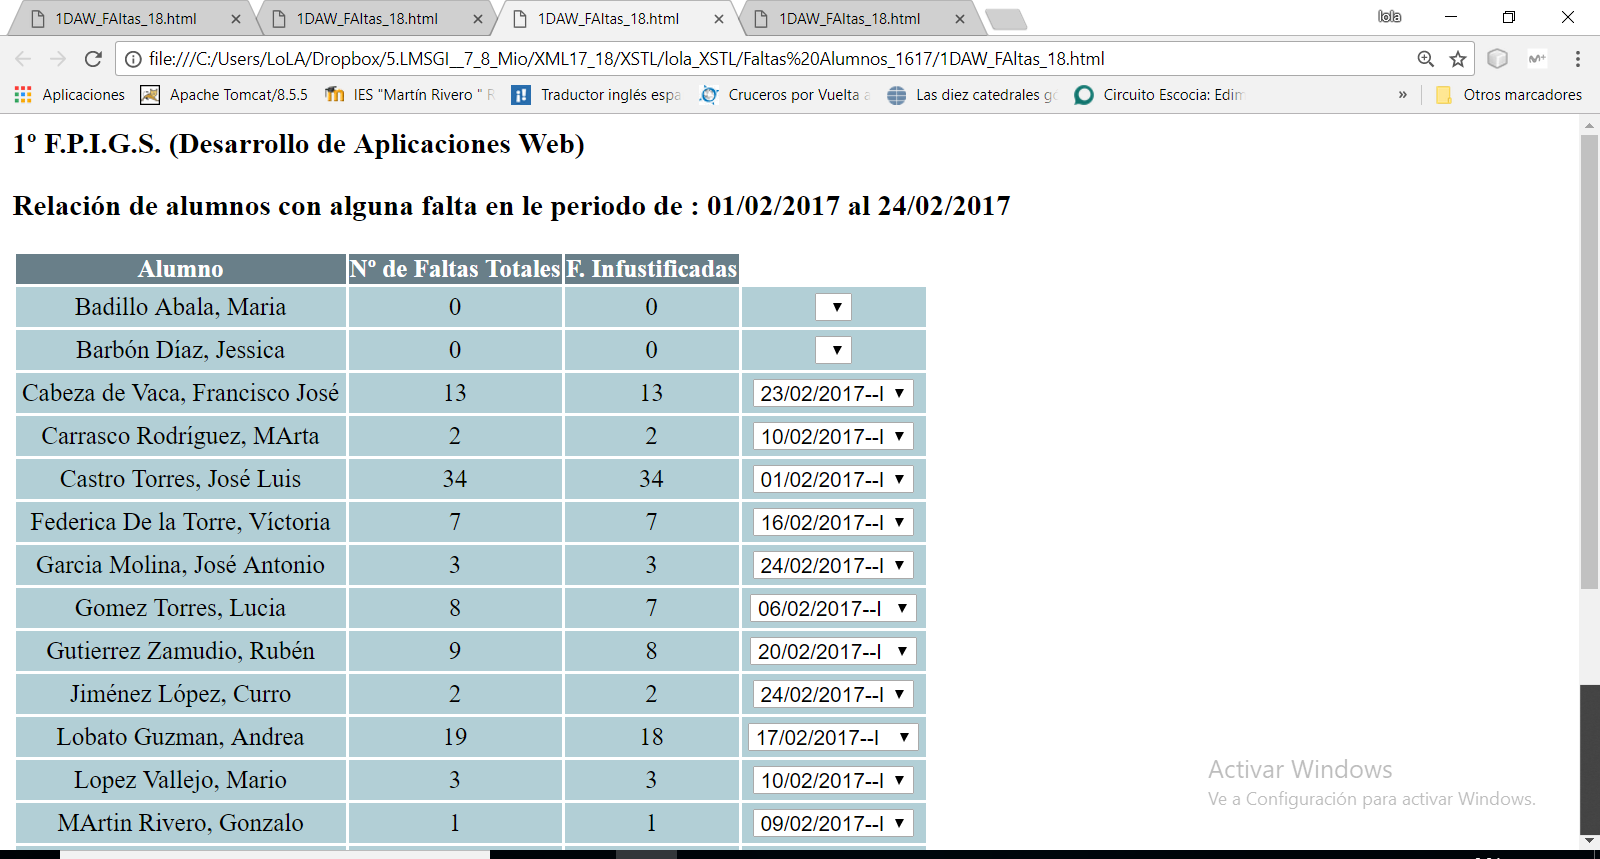 1DAW_FAltas_18.html 1DAW_FAltas_18.html 1DAW_FAltas_18.html 1DAW_FAltas_18.html lola
file:///C:/Users/LoLA/Dropbox/5.LMSGI__7_8_Mio/XML17_18/XSTL/lola_XSTL/Faltas%20Alumnos_1617/1DAW_FAltas_18.html
Aplicaciones Apache Tomcat/8.5.5 IES "Martín Rivero " R Traductor inglés espa Cruceros por Vuelta a Las diez catedrales go Circuito Escocia: Edim » Otros marcadores
1º F.P.I.G.S. (Desarrollo de Aplicaciones Web)
Relación de alumnos con alguna falta en le periodo de : 01/02/2017 al 24/02/2017
Alumno Nº de Faltas Totales F. Infustificadas
Badillo Abala, Maria 0 0
Barbón Díaz, Jessica 0 0
Cabeza de Vaca, Francisco José 13 13 23/02/2017--I
Carrasco Rodríguez, MArta 2 2 10/02/2017--I
Castro Torres, José Luis 34 34 01/02/2017--I
Federica De la Torre, Víctoria 7 7 16/02/2017--I
Garcia Molina, José Antonio 3 3 24/02/2017--I
Gomez Torres, Lucia 8 7 06/02/2017--I
Gutierrez Zamudio, Rubén 9 8 20/02/2017--I
Jiménez López, Curro 2 2 24/02/2017--I
Lobato Guzman, Andrea 19 18 17/02/2017--I
Lopez Vallejo, Mario 3 3 10/02/2017--I
MArtin Rivero, Gonzalo 1 1 09/02/2017--I
Activar Windows
Ve a Configuración para activar Windows.